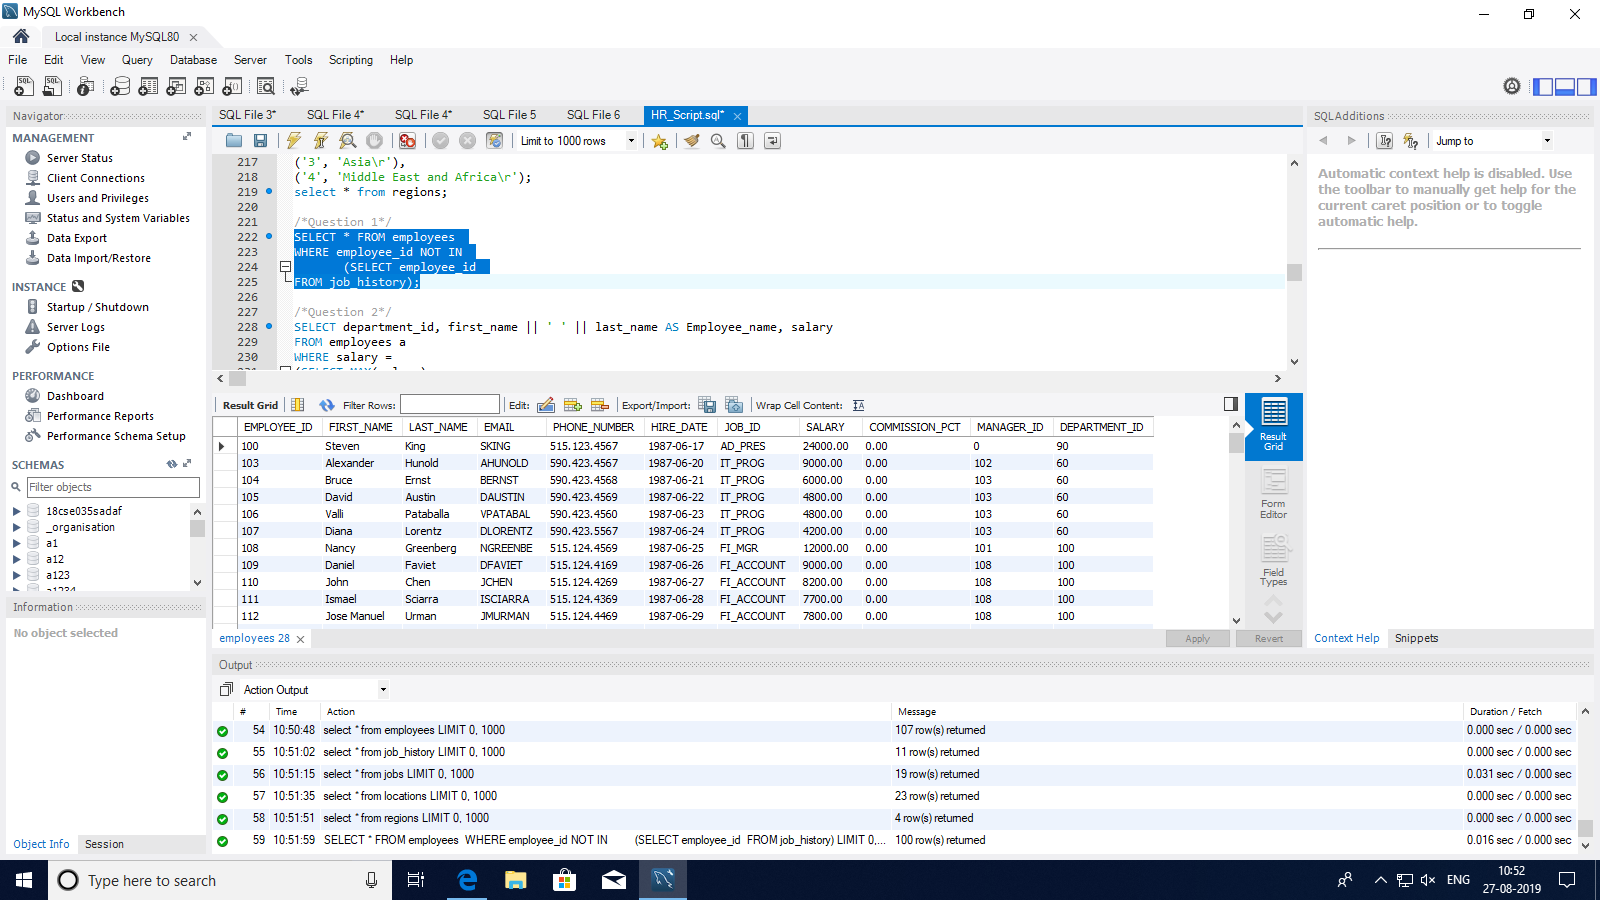 MySQL Workbench
Local instance MySQL80
File Edit View Query Database Server Tools Scripting Help
Navigator
MANAGEMENT
Server Status
Client Connections
Users and Privileges
Status and System Variables
Data Export
Data Import/Restore
INSTANCE
Startup / Shutdown
Server Logs
Options File
PERFORMANCE
Dashboard
Performance Reports
Performance Schema Setup
SCHEMAS
Filter objects
18cse035sadaf
_organisation
a1
a12
a123
a1234
Information
No object selected
Object Info Session
SQL File 3* SQL File 4* SQL File 4* SQL File 5 SQL File 6 HR_Script.sql*
Limit to 1000 rows
217 ('3', 'Asia\r'),
218 ('4', 'Middle East and Africa\r');
219 select * from regions;
220
221 /*Question 1*/
222 SELECT * FROM employees
223 WHERE employee_id NOT IN
224 (SELECT employee_id
225 FROM job_history);
226
227 /*Question 2*/
228 SELECT department_id, first_name || ' ' || last_name AS Employee_name, salary
229 FROM employees a
230 WHERE salary =
Result Grid Filter Rows: Edit: Export/Import: Wrap Cell Content:
EMPLOYEE_ID FIRST_NAME LAST_NAME EMAIL PHONE_NUMBER HIRE_DATE JOB_ID SALARY COMMISSION_PCT MANAGER_ID DEPARTMENT_ID
100 Steven King SKING 515.123.4567 1987-06-17 AD_PRES 24000.00 0.00 0 90
103 Alexander Hunold AHUNOLD 590.423.4567 1987-06-20 IT_PROG 9000.00 0.00 102 60
104 Bruce Ernst BERNST 590.423.4568 1987-06-21 IT_PROG 6000.00 0.00 103 60
105 David Austin DAUSTIN 590.423.4569 1987-06-22 IT_PROG 4800.00 0.00 103 60
106 Valli Pataballa VPATABAL 590.423.4560 1987-06-23 IT_PROG 4800.00 0.00 103 60
107 Diana Lorentz DLORENTZ 590.423.5567 1987-06-24 IT_PROG 4200.00 0.00 103 60
108 Nancy Greenberg NGREENBE 515.124.4569 1987-06-25 FI_MGR 12000.00 0.00 101 100
109 Daniel Faviet DFAVIET 515.124.4169 1987-06-26 FI_ACCOUNT 9000.00 0.00 108 100
110 John Chen JCHEN 515.124.4269 1987-06-27 FI_ACCOUNT 8200.00 0.00 108 100
111 Ismael Sciarra ISCIARRA 515.124.4369 1987-06-28 FI_ACCOUNT 7700.00 0.00 108 100
112 Jose Manuel Urman JMURMAN 515.124.4469 1987-06-29 FI_ACCOUNT 7800.00 0.00 108 100
Result
Grid
Form
Editor
Field
Types
employees 28
Apply Revert
SQLAdditions
Jump to
Automatic context help is disabled. Use
the toolbar to manually get help for the
current caret position or to toggle
automatic help.
Context Help Snippets
Output
Action Output
# Time Action Message Duration / Fetch
54 10:50:48 select * from employees LIMIT 0, 1000 107 row(s) returned 0.000 sec / 0.000 sec
55 10:51:02 select * from job_history LIMIT 0, 1000 11 row(s) returned 0.000 sec / 0.000 sec
56 10:51:15 select * from jobs LIMIT 0, 1000 19 row(s) returned 0.031 sec / 0.000 sec
57 10:51:35 select * from locations LIMIT 0, 1000 23 row(s) returned 0.000 sec / 0.000 sec
58 10:51:51 select * from regions LIMIT 0, 1000 4 row(s) returned 0.000 sec / 0.000 sec
59 10:51:59 SELECT * FROM employees WHERE employee_id NOT IN (SELECT employee_id FROM job_history) LIMIT 0,... 100 row(s) returned 0.016 sec / 0.000 sec
Type here to search
ENG
10:52
27-08-2019